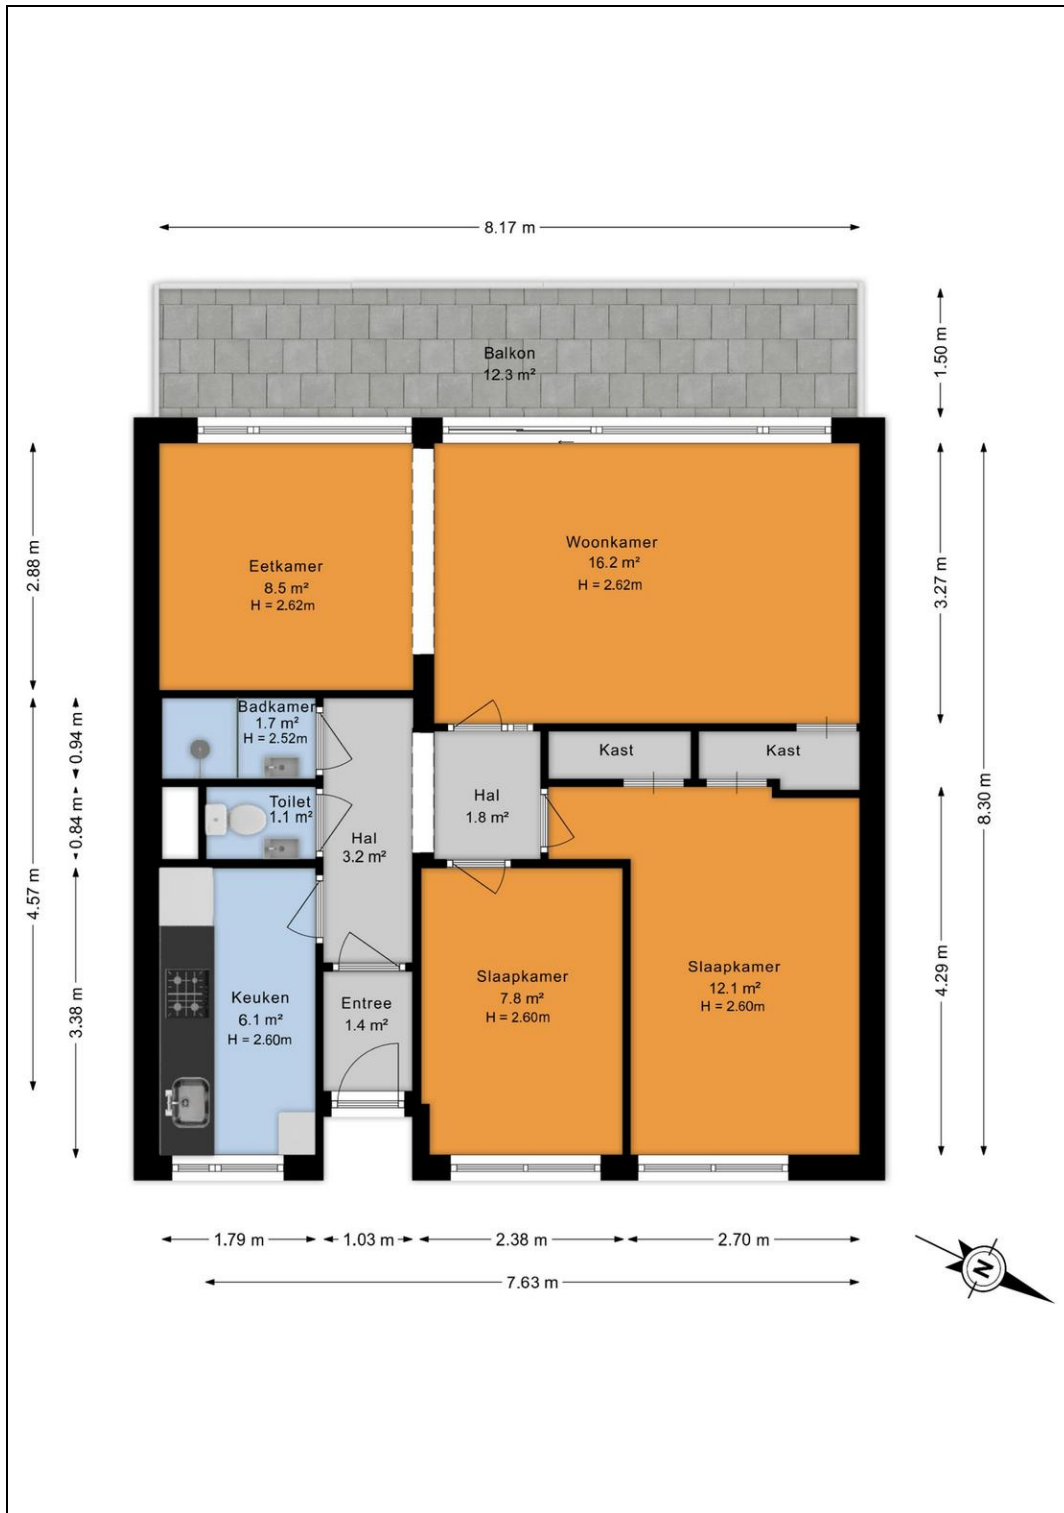 8.17 m
Balkon
12.3 m²
1.50 m
Eetkamer
8.5 m²
H = 2.62m
Woonkamer
16.2 m²
H = 2.62m
2.88 m
3.27 m
8.30 m
Badkamer
1.7 m²
H = 2.52m
0.94 m
Kast
Kast
Toilet
1.1 m²
0.84 m
Hal
1.8 m²
Hal
3.2 m²
4.57 m
3.38 m
Keuken
6.1 m²
H = 2.60m
Entree
1.4 m²
Slaapkamer
7.8 m²
H = 2.60m
Slaapkamer
12.1 m²
H = 2.60m
4.29 m
1.79 m
1.03 m
2.38 m
2.70 m
7.63 m
N